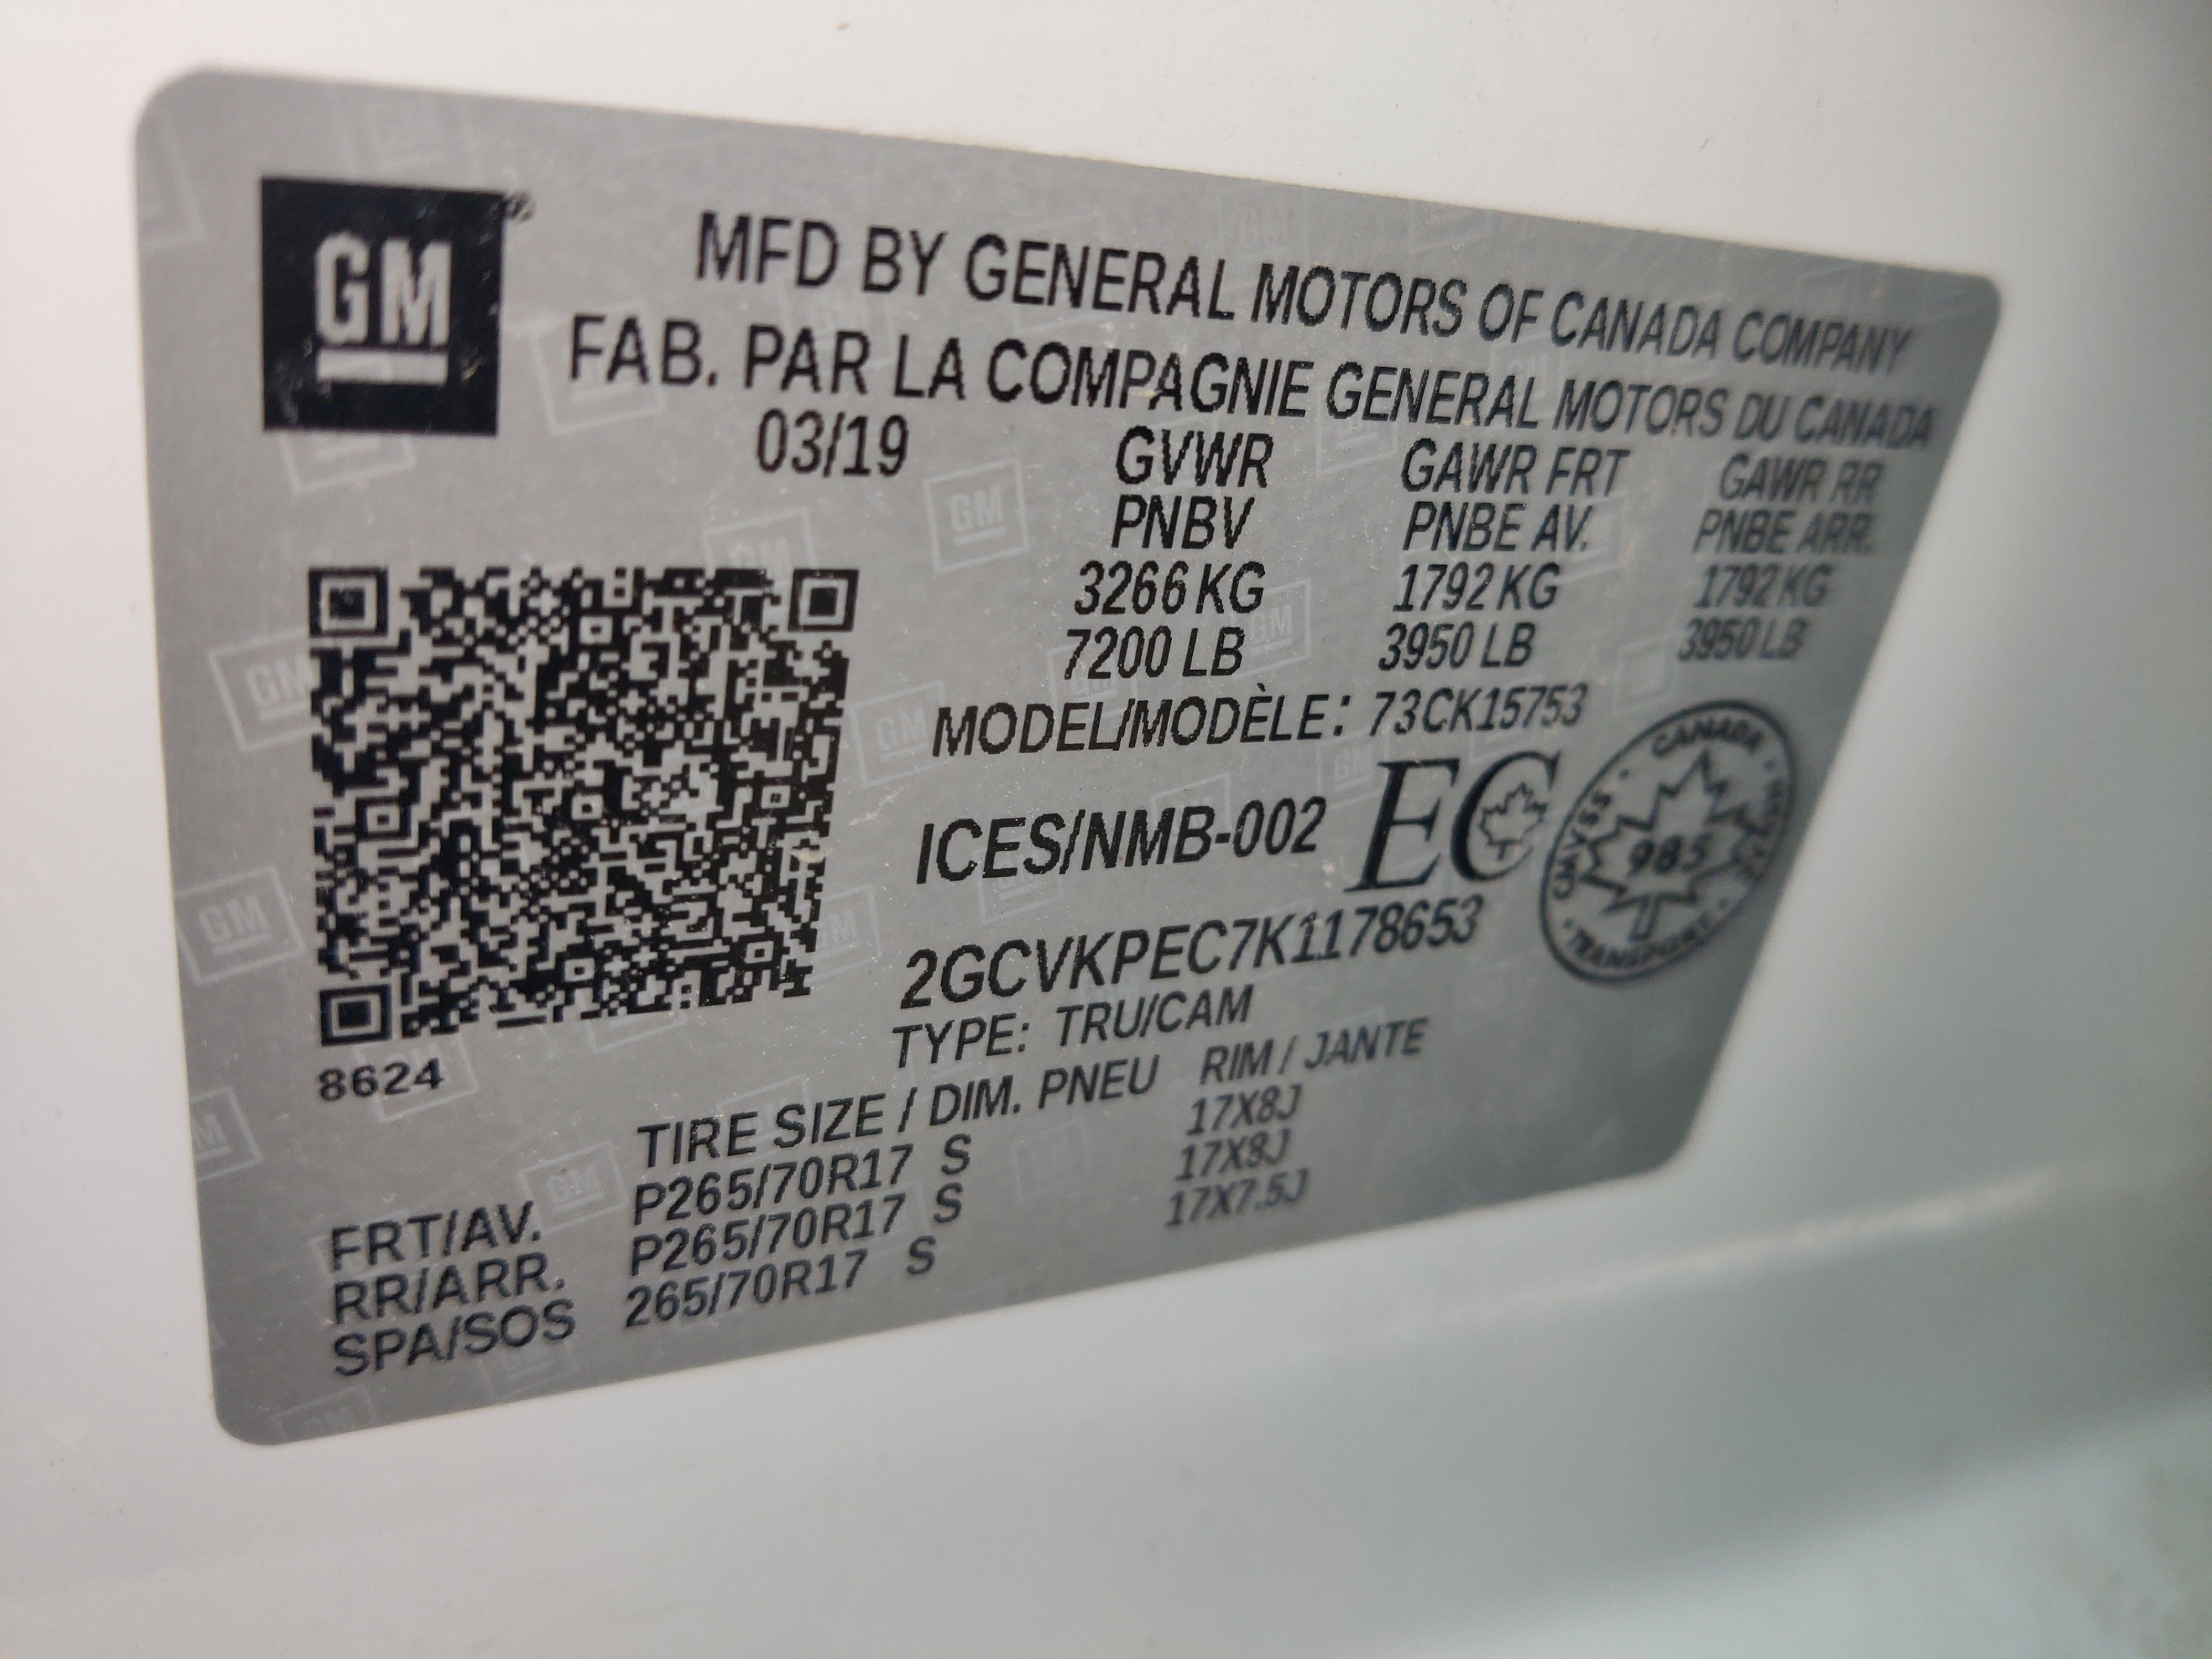 GM
MFD BY GENERAL MOTORS OF CANADA COMPANY
FAB. PAR LA COMPAGNIE GENERAL MOTORS DU CANADA
03/19 GVWR GAWR FRT GAWR RR
PNBV PNBE AV. PNBE ARR.
3266 KG 1792 KG 1792 KG
7200 LB 3950 LB 3950 LB
MODEL/MODÈLE: 73CK15753
ICES/NMB-002 EC
CANADA
CMVSS NSVAC
985
TRANSPORT
2GCVKPEC7K1178653
TYPE: TRU/CAM
8624
TIRE SIZE / DIM. PNEU RIM / JANTE
FRT/AV. P265/70R17 S 17X8J
RR/ARR. P265/70R17 S 17X8J
SPA/SOS 265/70R17 S 17X7.5J